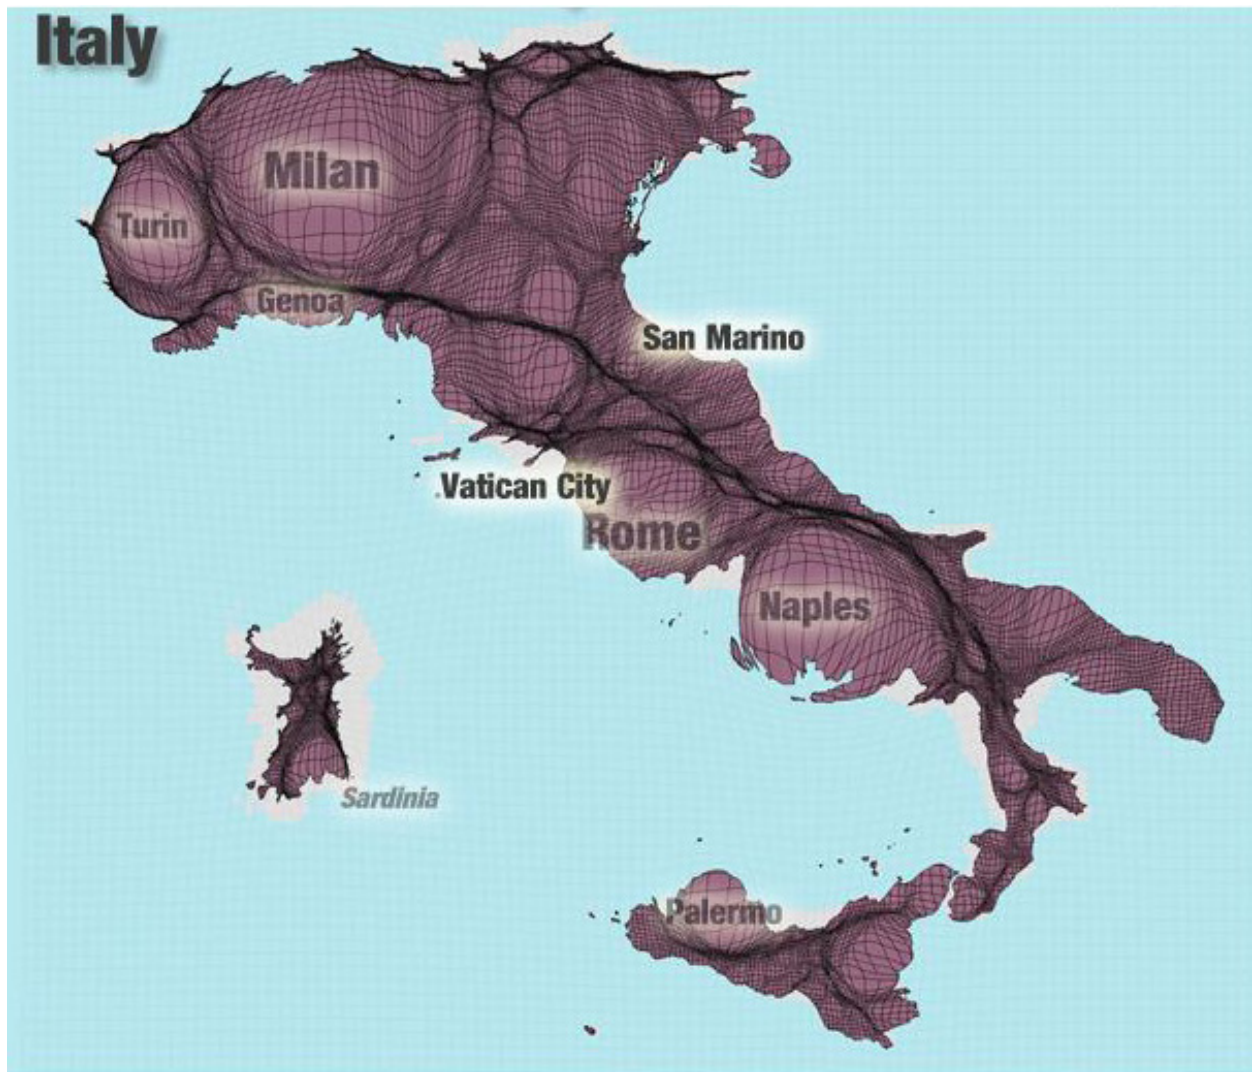 Italy
Milan
Turin
Genoa
San Marino
Vatican City
Rome
Naples
Sardinia
Palermo